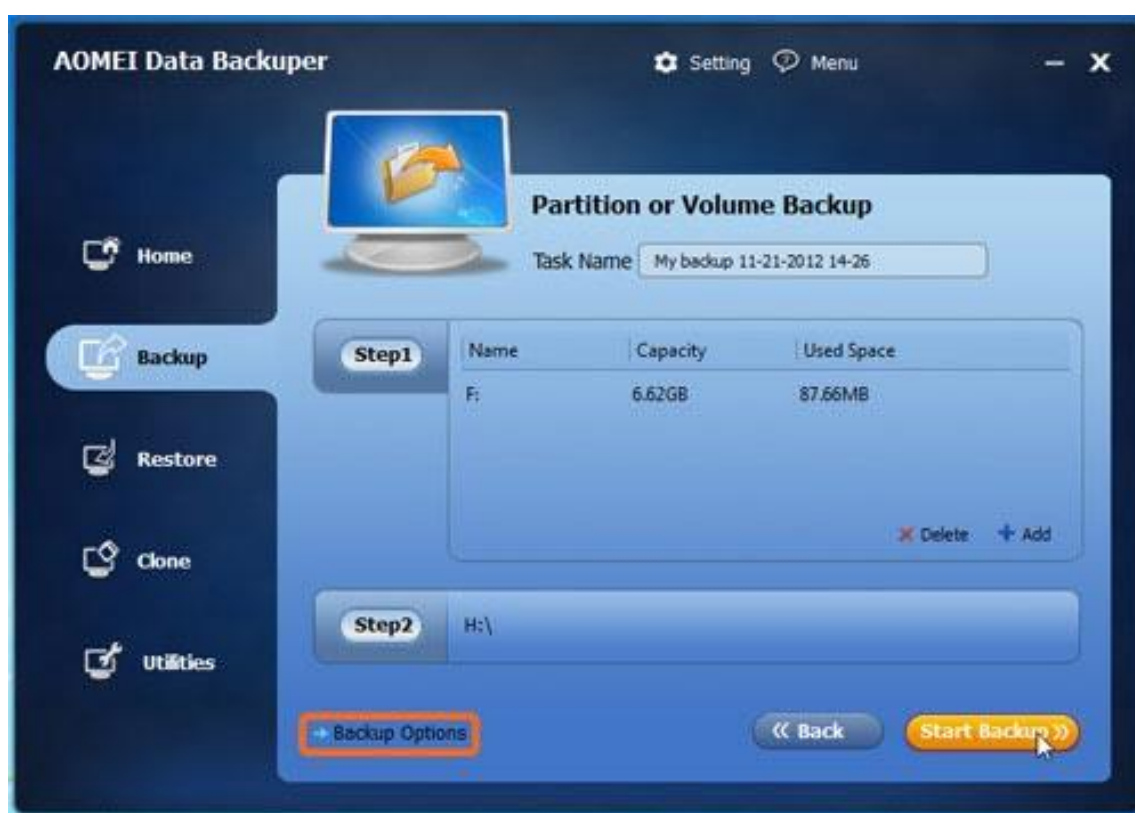 AOMEI Data Backuper
Setting Menu
Partition or Volume Backup
Task Name My backup 11-21-2012 14-26
Home
Backup
Restore
Clone
Utilities
Step1
Name Capacity Used Space
F: 6.62GB 87.66MB
Delete Add
Step2 H:\
Backup Options
Back Start Backup